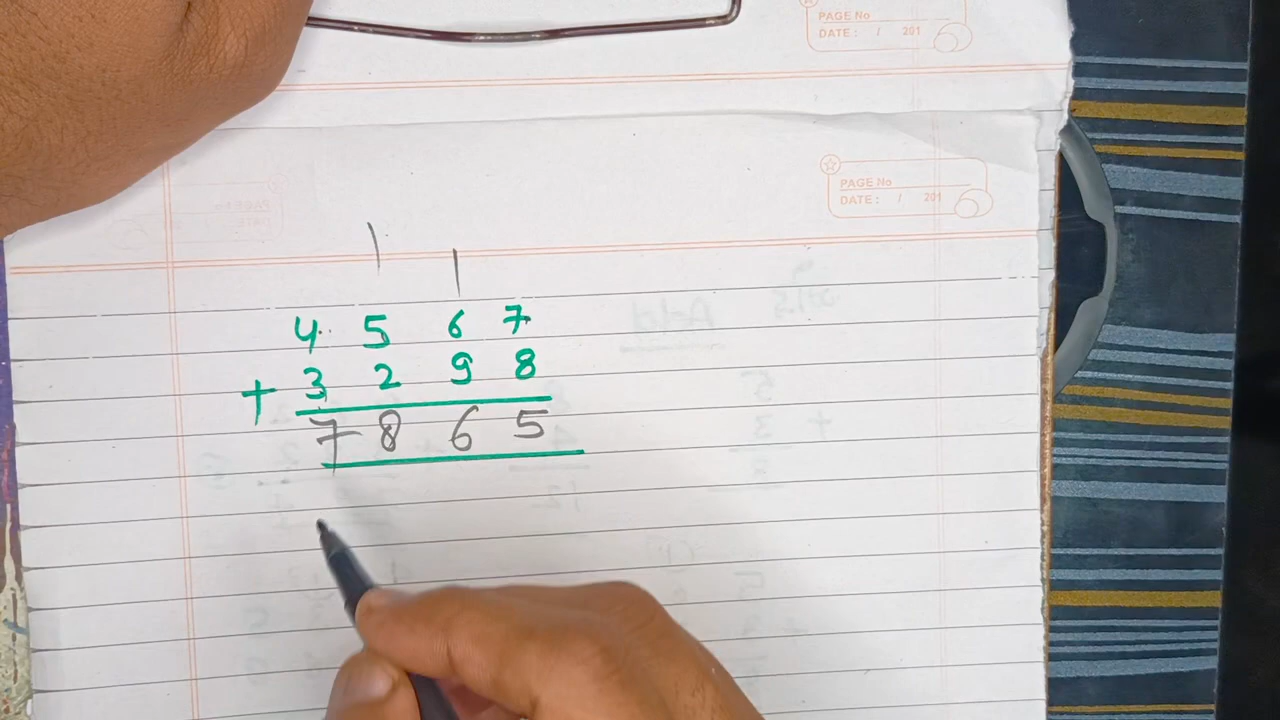 PAGE No
DATE: / 201
PAGE No
DATE: / 201
1 1
4 5 6 7
+ 3 2 9 8
7 8 6 5
Add